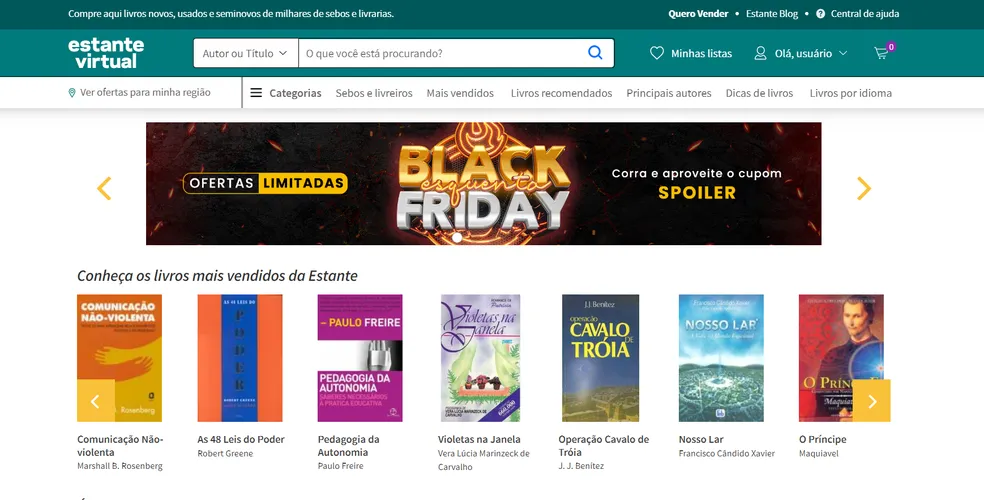 Compre aqui livros novos, usados e seminovos de milhares de sebos e livrarias.
Quero Vender • Estante Blog • Central de ajuda
estante
virtual
Autor ou Título
O que você está procurando?
Minhas listas
Olá, usuário
0
Ver ofertas para minha região
Categorias
Sebos e livreiros
Mais vendidos
Livros recomendados
Principais autores
Dicas de livros
Livros por idioma
OFERTAS LIMITADAS
BLACK
esquenta
FRIDAY
Corra e aproveite o cupom
SPOILER
Conheça os livros mais vendidos da Estante
COMUNICAÇÃO
NÃO-VIOLENTA
B. Rosenberg
AS 48 LEIS DO
PODER
ROBERT GREENE
PAULO FREIRE
PEDAGOGIA DA
AUTONOMIA
SABERES NECESSÁRIOS
À PRÁTICA EDUCATIVA
Patrícia
Violetas na
Janela
VERA LÚCIA MARINZECK DE
CARVALHO
J.J. Benítez
operação
CAVALO
DE
TRÓIA
Francisco Cândido Xavier
NOSSO LAR
O PRÍNCIPE
Maquiavel
Comunicação Não-
violenta
Marshall B. Rosenberg
As 48 Leis do Poder
Robert Greene
Pedagogia da
Autonomia
Paulo Freire
Violetas na Janela
Vera Lúcia Marinzeck de
Carvalho
Operação Cavalo de
Tróia
J. J. Benítez
Nosso Lar
Francisco Cândido Xavier
O Príncipe
Maquiavel